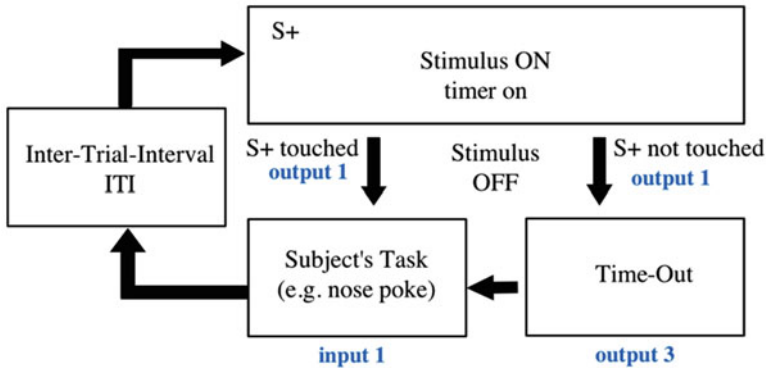 S+
Stimulus ON
timer on
Inter-Trial-Interval
ITI
S+ touched
output 1
Stimulus
OFF
S+ not touched
output 1
Subject's Task
(e.g. nose poke)
input 1
Time-Out
output 3